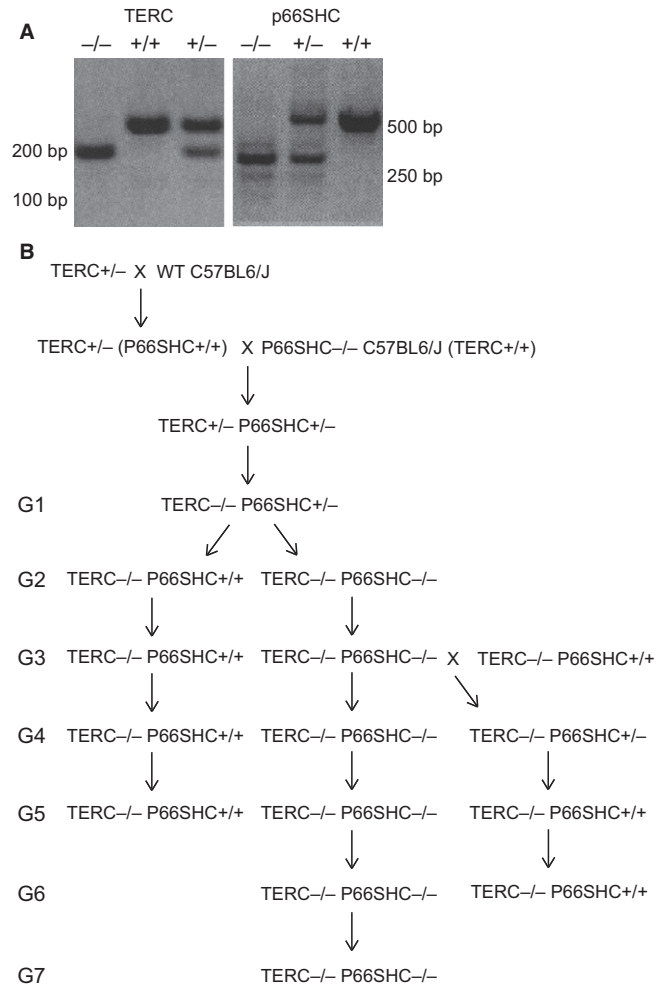 A
TERC p66SHC
–/– +/+ +/– –/– +/– +/+
200 bp 500 bp
100 bp 250 bp
B
TERC+/– X WT C57BL6/J
TERC+/– (P66SHC+/+) X P66SHC–/– C57BL6/J (TERC+/+)
TERC+/– P66SHC+/–
G1 TERC–/– P66SHC+/–
G2 TERC–/– P66SHC+/+ TERC–/– P66SHC–/–
G3 TERC–/– P66SHC+/+ TERC–/– P66SHC–/– X TERC–/– P66SHC+/+
G4 TERC–/– P66SHC+/+ TERC–/– P66SHC–/– TERC–/– P66SHC+/–
G5 TERC–/– P66SHC+/+ TERC–/– P66SHC–/– TERC–/– P66SHC+/+
G6 TERC–/– P66SHC–/– TERC–/– P66SHC+/+
G7 TERC–/– P66SHC–/–